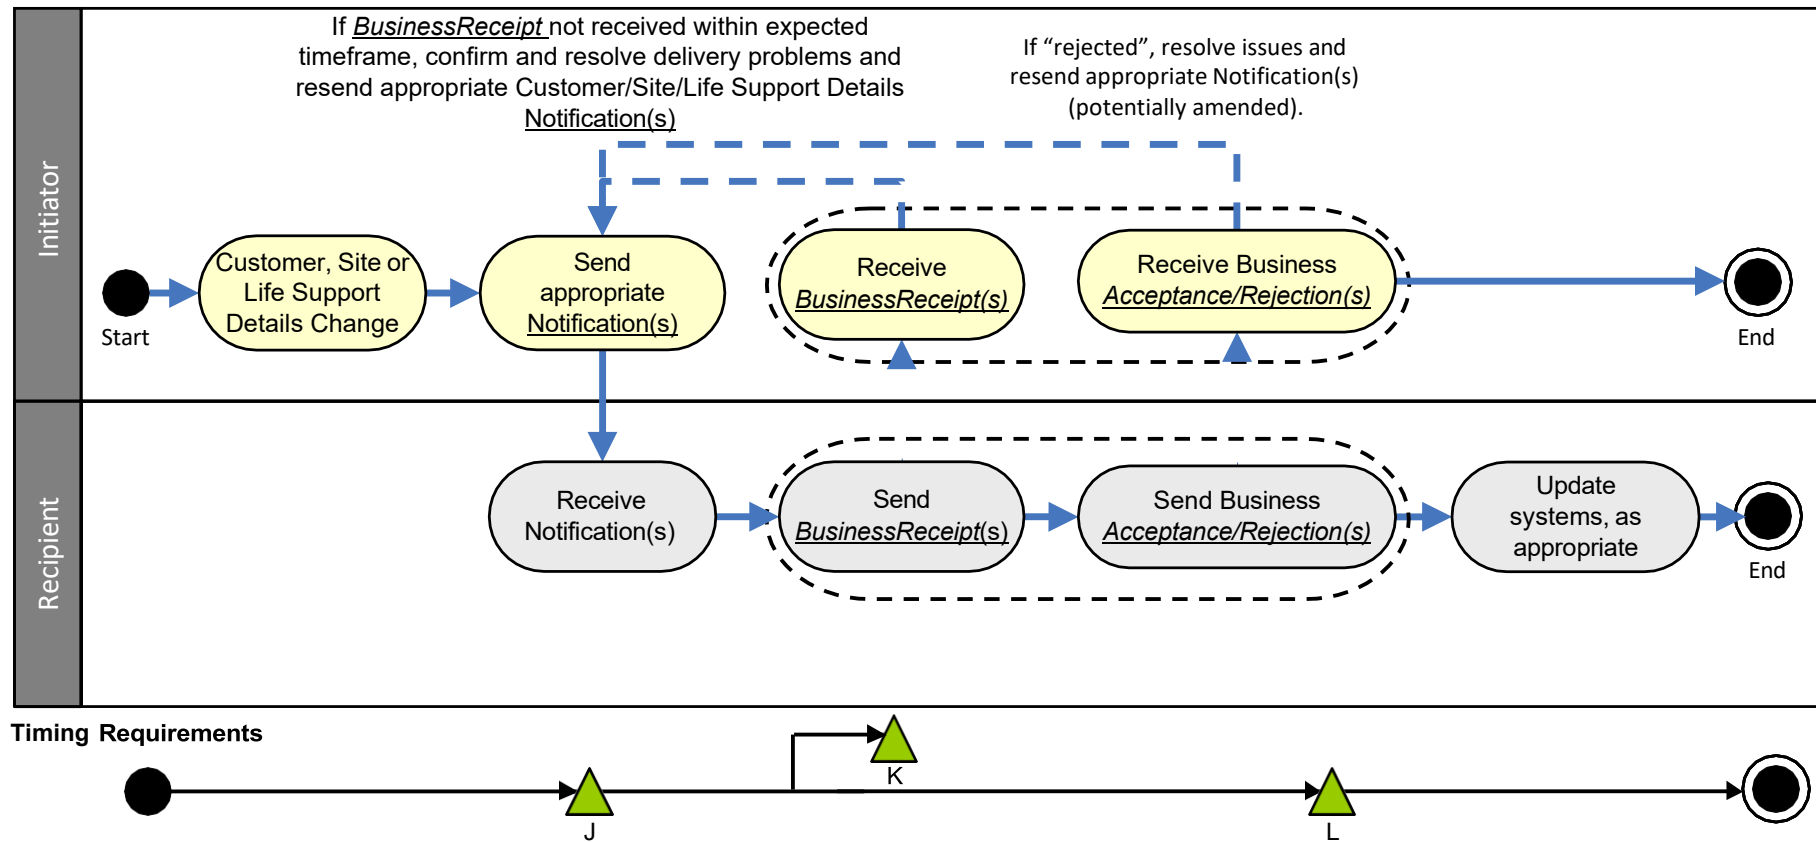 If BusinessReceipt not received within expected
timeframe, confirm and resolve delivery problems and
resend appropriate Customer/Site/Life Support Details
Notification(s)
If “rejected”, resolve issues and
resend appropriate Notification(s)
(potentially amended).
Initiator
Start
Customer, Site or
Life Support
Details Change
Send
appropriate
Notification(s)
Receive
BusinessReceipt(s)
Receive Business
Acceptance/Rejection(s)
End
Recipient
Receive
Notification(s)
Send
BusinessReceipt(s)
Send Business
Acceptance/Rejection(s)
Update
systems, as
appropriate
End
Timing Requirements
J
K
L